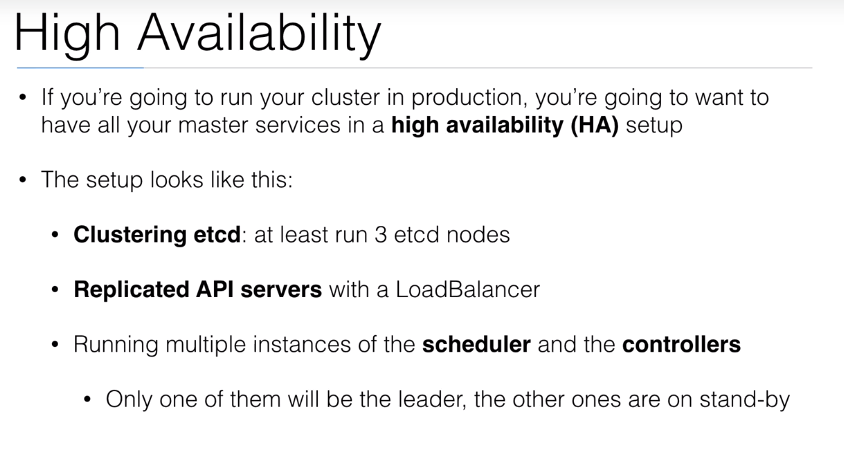 High Availability
• If you’re going to run your cluster in production, you’re going to want to
have all your master services in a high availability (HA) setup
• The setup looks like this:
• Clustering etcd: at least run 3 etcd nodes
• Replicated API servers with a LoadBalancer
• Running multiple instances of the scheduler and the controllers
• Only one of them will be the leader, the other ones are on stand-by